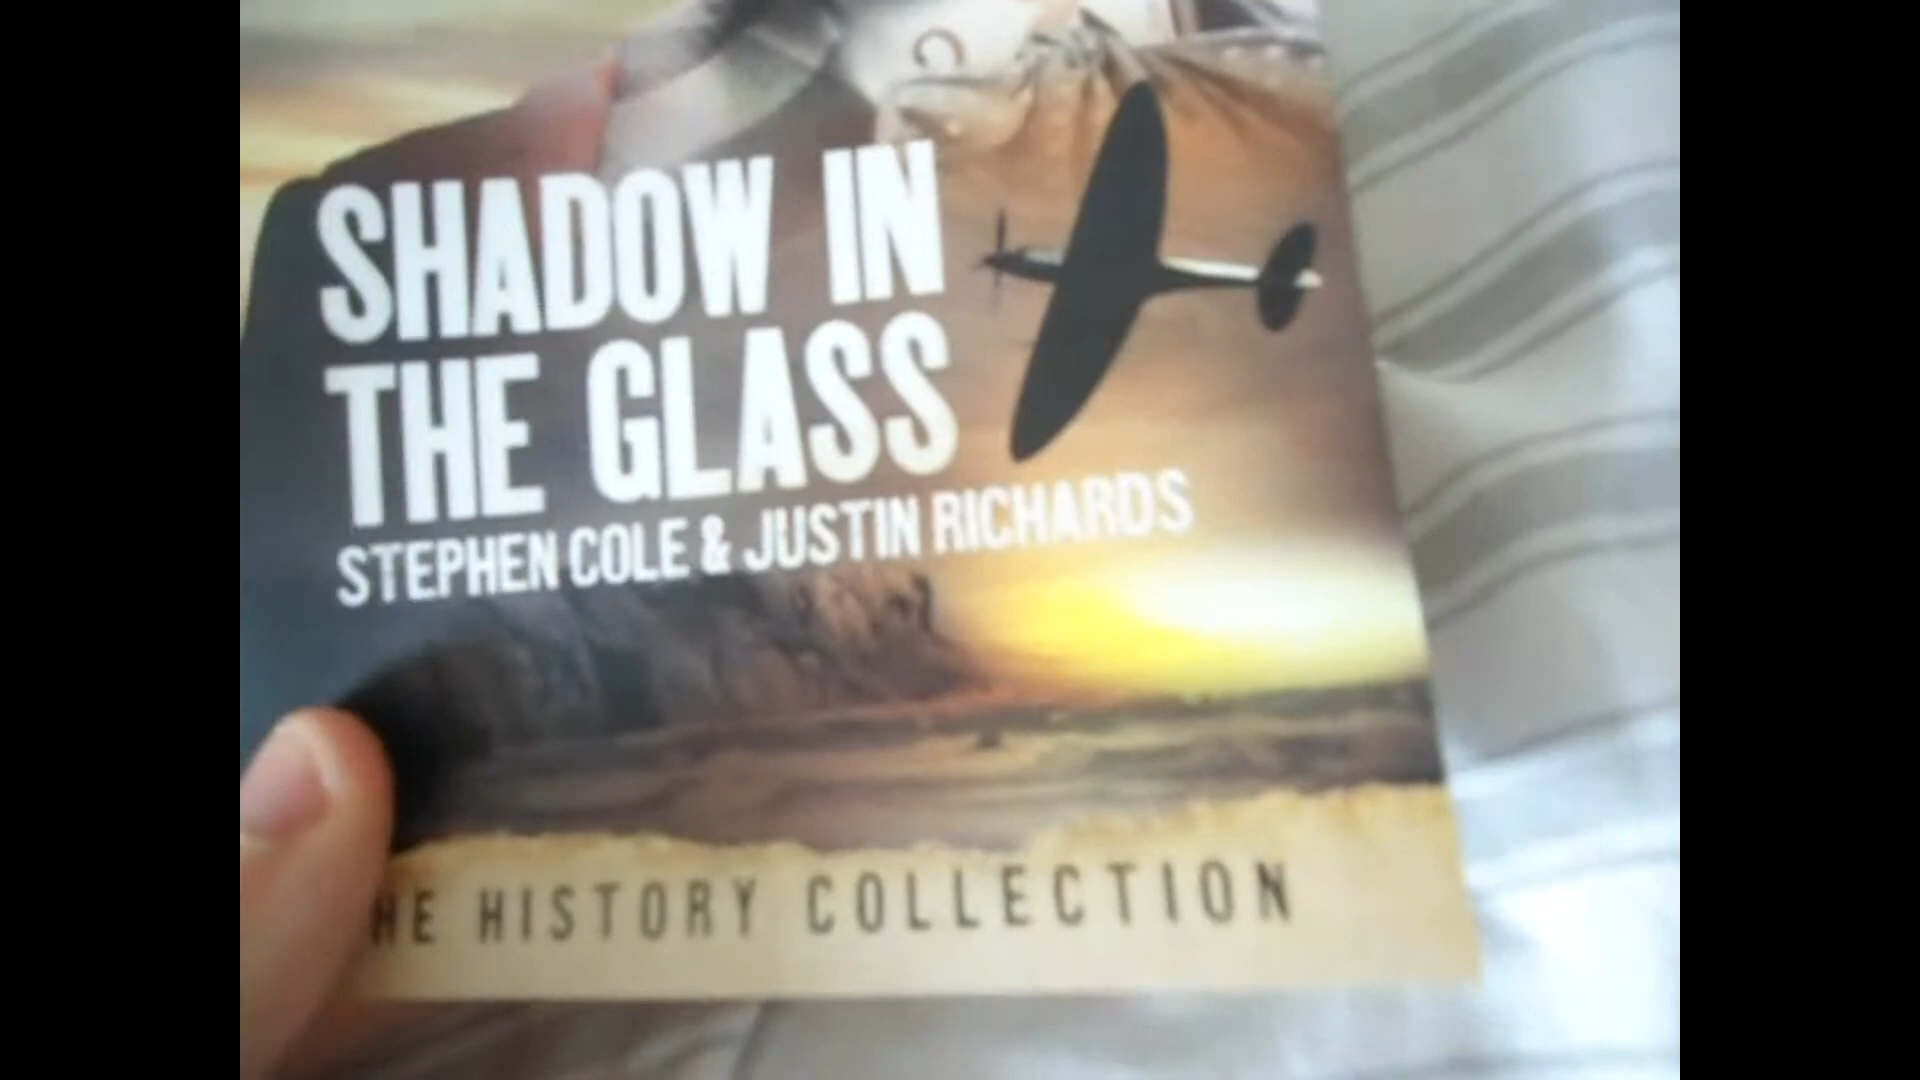 SHADOW IN
THE GLASS
STEPHEN COLE & JUSTIN RICHARDS
HE HISTORY COLLECTION